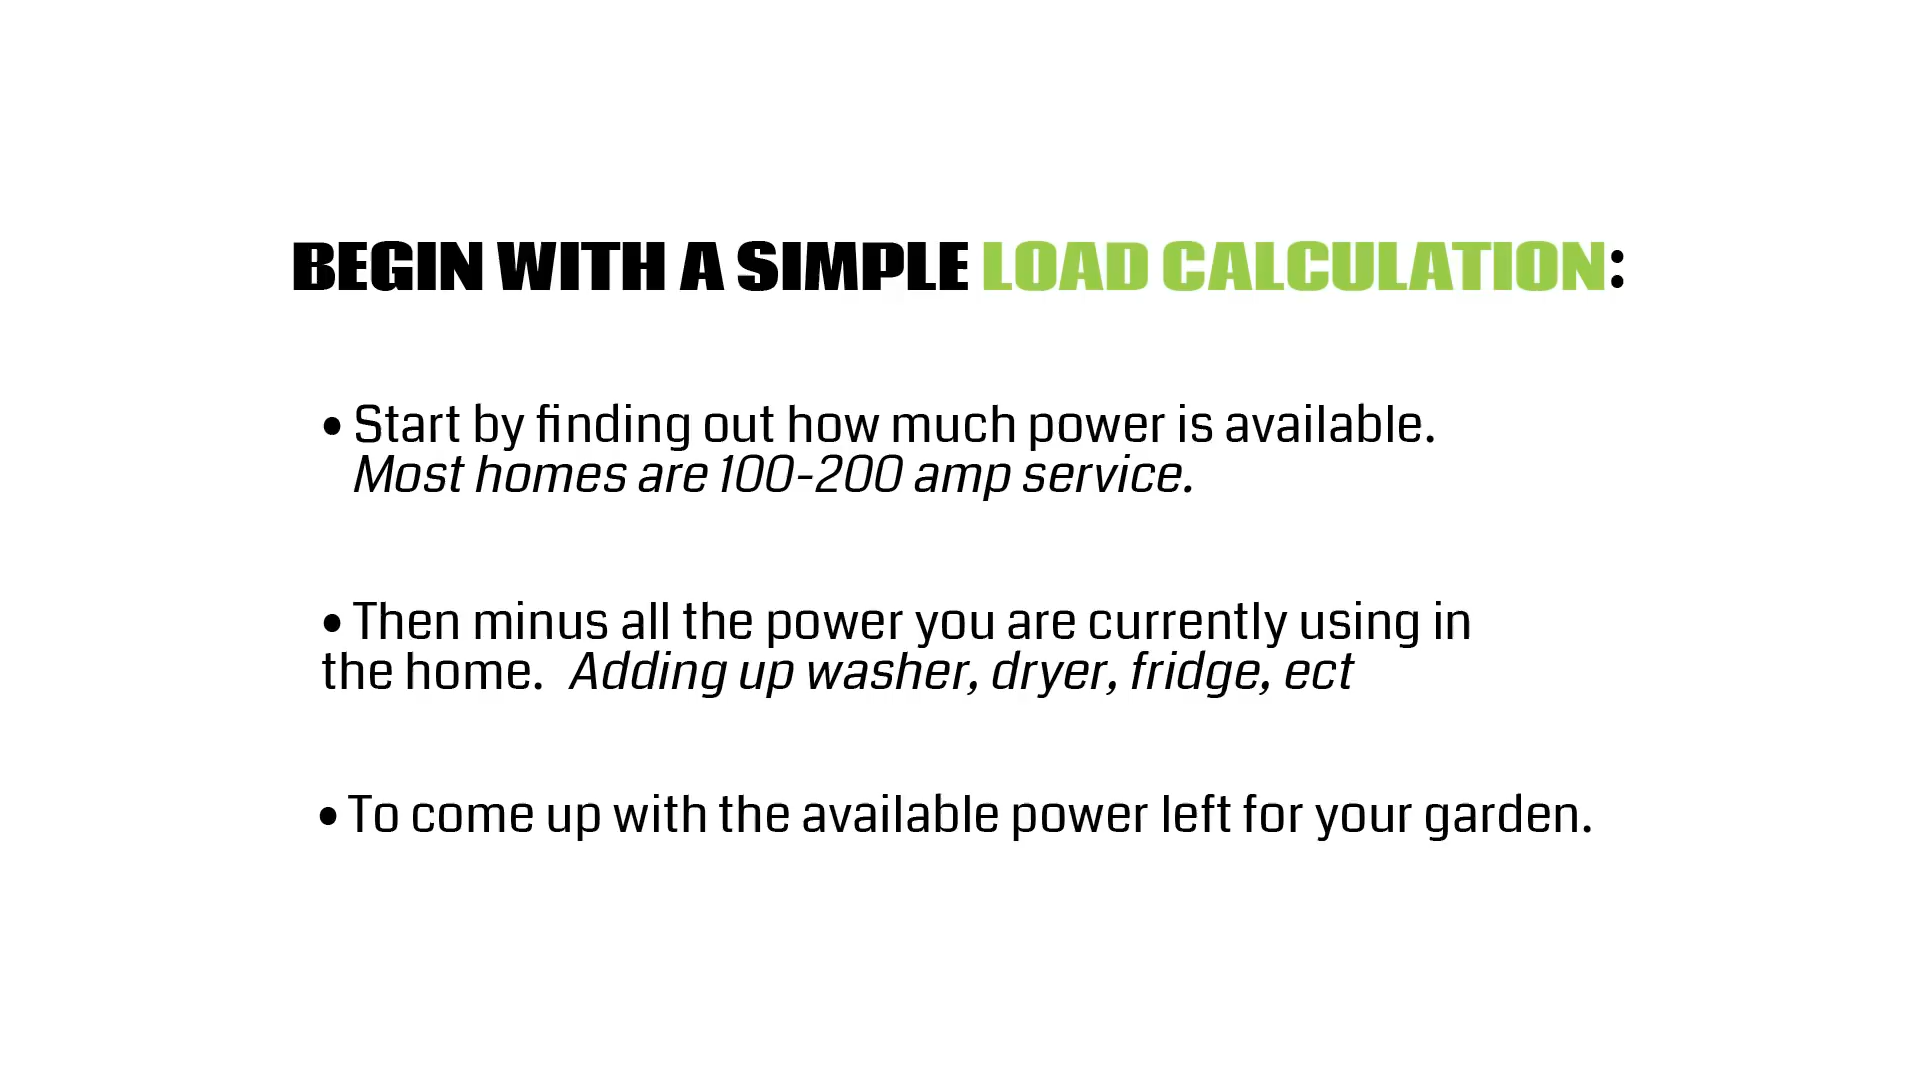 BEGIN WITH A SIMPLE LOAD CALCULATION:
• Start by finding out how much power is available.
Most homes are 100-200 amp service.
• Then minus all the power you are currently using in
the home. Adding up washer, dryer, fridge, ect
• To come up with the available power left for your garden.